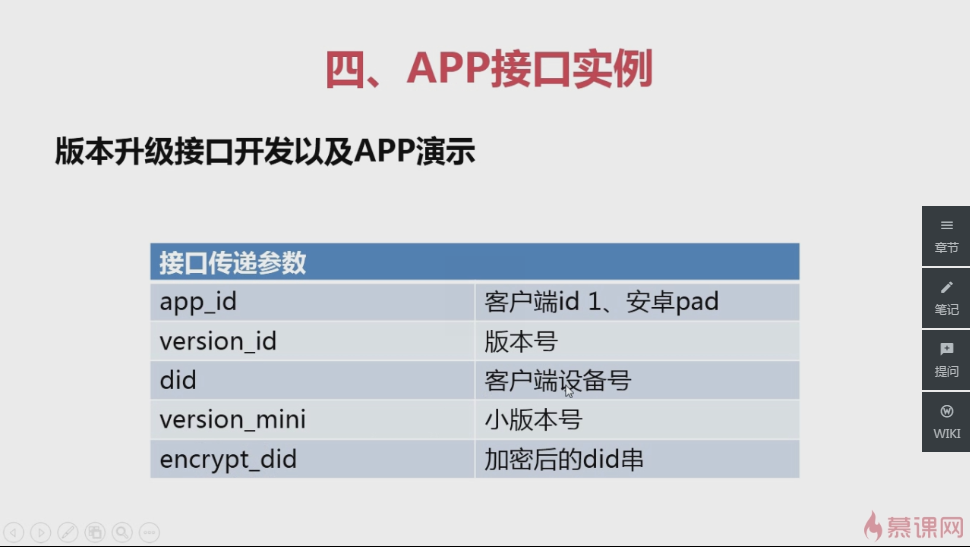 四、APP接口实例
版本升级接口开发以及APP演示
接口传递参数
app_id 客户端id 1、安卓pad
version_id 版本号
did 客户端设备号
version_mini 小版本号
encrypt_did 加密后的did串
章节
笔记
提问
WIKI
慕课网